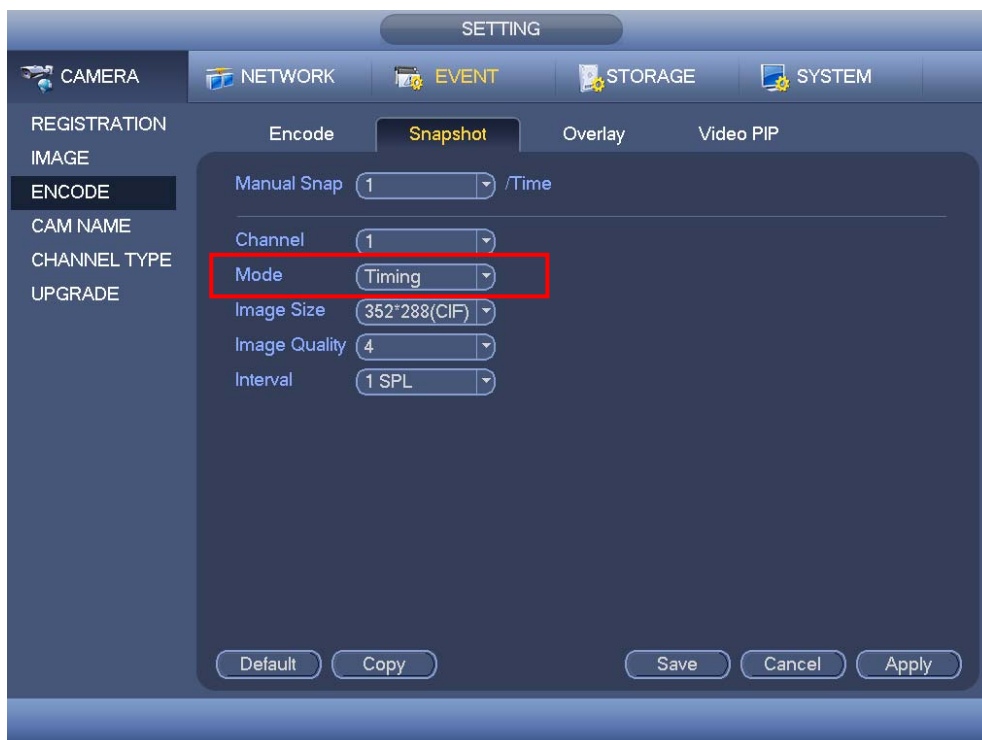 SETTING
CAMERA NETWORK EVENT STORAGE SYSTEM
REGISTRATION
IMAGE
ENCODE
CAM NAME
CHANNEL TYPE
UPGRADE
Encode Snapshot Overlay Video PIP
Manual Snap 1 /Time
Channel 1
Mode Timing
Image Size 352*288(CIF)
Image Quality 4
Interval 1 SPL
Default Copy Save Cancel Apply